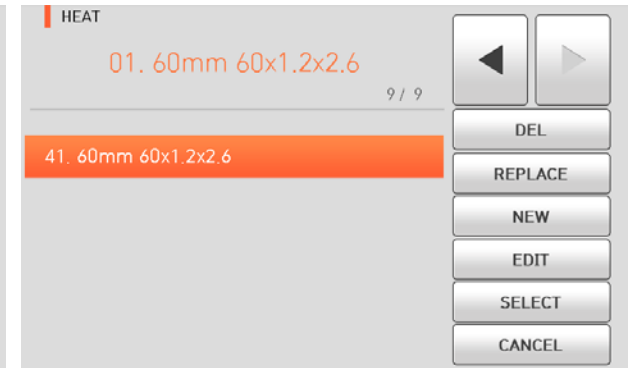 HEAT
01. 60mm 60x1.2x2.6
9 / 9
41. 60mm 60x1.2x2.6
DEL
REPLACE
NEW
EDIT
SELECT
CANCEL